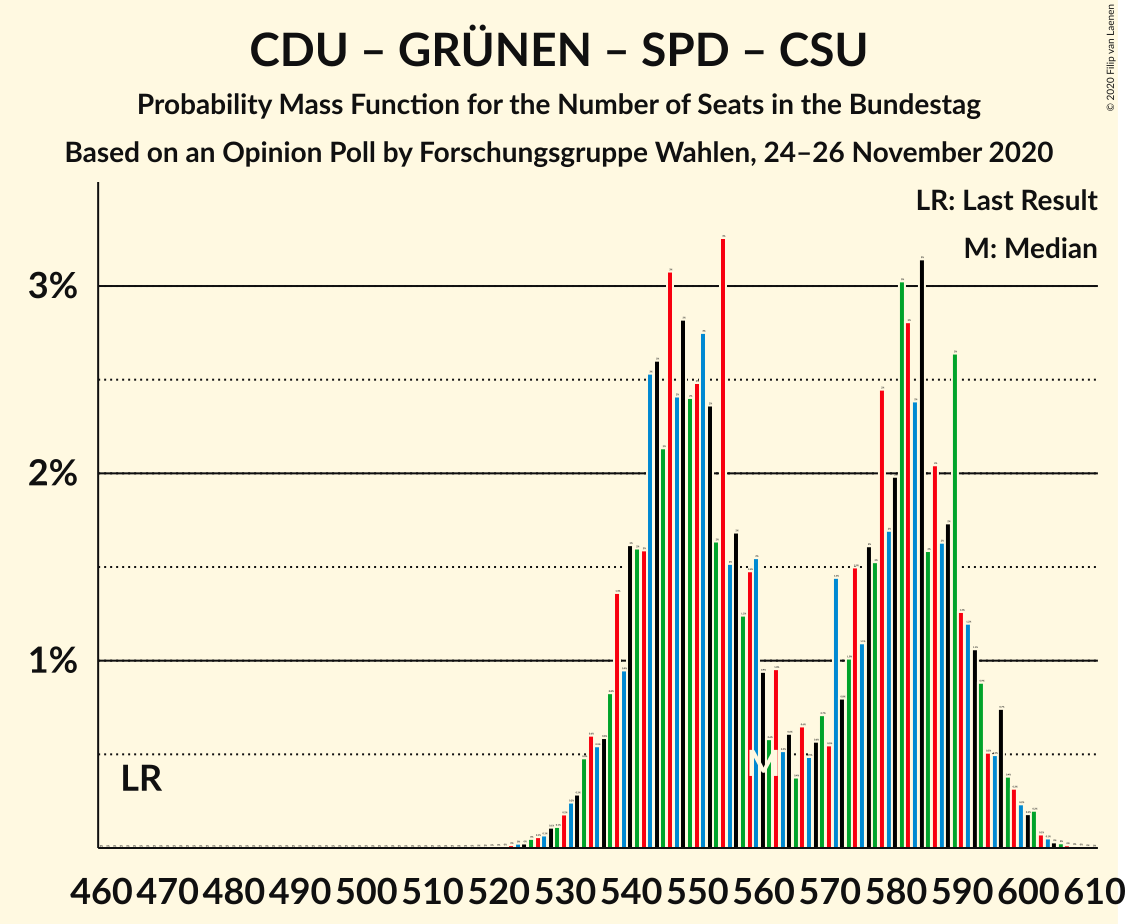 CDU – GRÜNEN – SPD – CSU
Probability Mass Function for the Number of Seats in the Bundestag
Based on an Opinion Poll by Forschungsgruppe Wahlen, 24–26 November 2020
© 2020 Filip van Laenen
LR: Last Result
M: Median
3%
2%
1%
LR
M
460 470 480 490 500 510 520 530 540 550 560 570 580 590 600 610